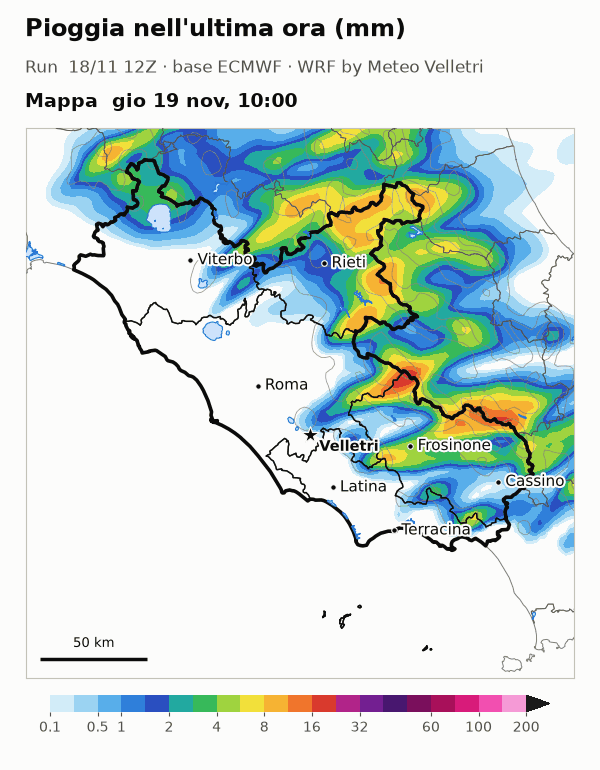 Pioggia nell'ultima ora (mm)
Run  18/11 12Z · base ECMWF · WRF by Meteo Velletri
Mappa  gio 19 nov, 10:00
Viterbo
Rieti
Roma
Velletri
Frosinone
Cassino
Latina
Terracina
50 km
0.1 0.5 1 2 4 8 16 32 60 100 200